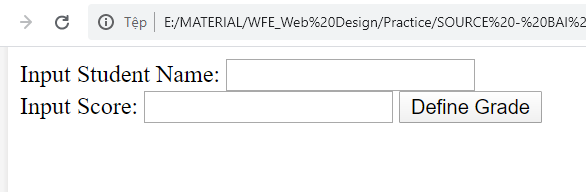 Tệp E:/MATERIAL/WFE_Web%20Design/Practice/SOURCE%20-%20BAI%2
Input Student Name:
Input Score: Define Grade